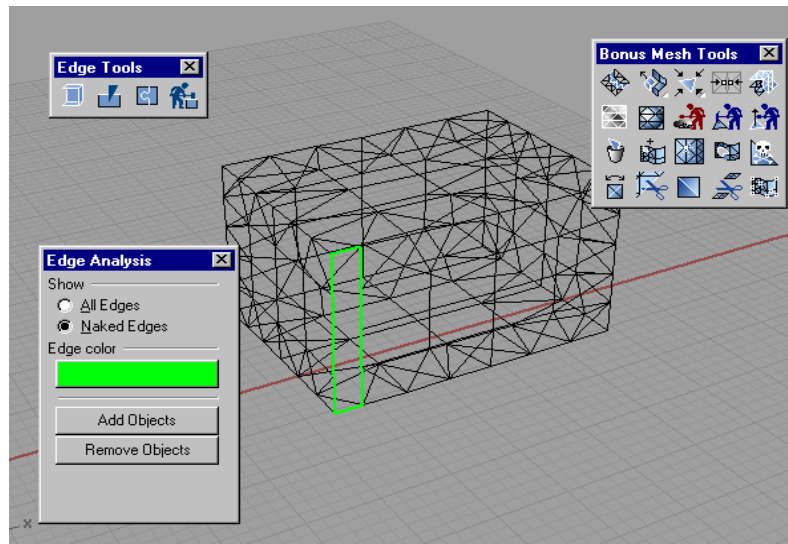 Edge Tools
Bonus Mesh Tools
Edge Analysis
Show
All Edges
Naked Edges
Edge color
Add Objects
Remove Objects
x